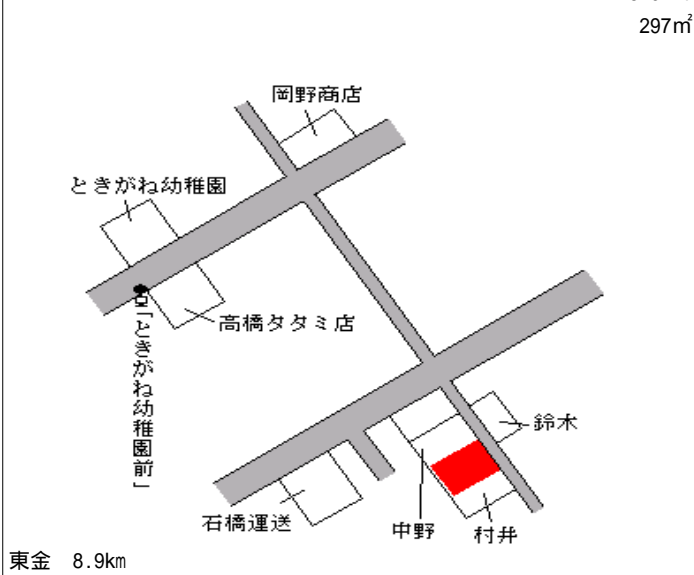 297㎡
岡野商店
ときがね幼稚園
高橋タタミ店
「ときがね幼稚園前」
鈴木
石橋運送
中野
村井
東金 8.9km